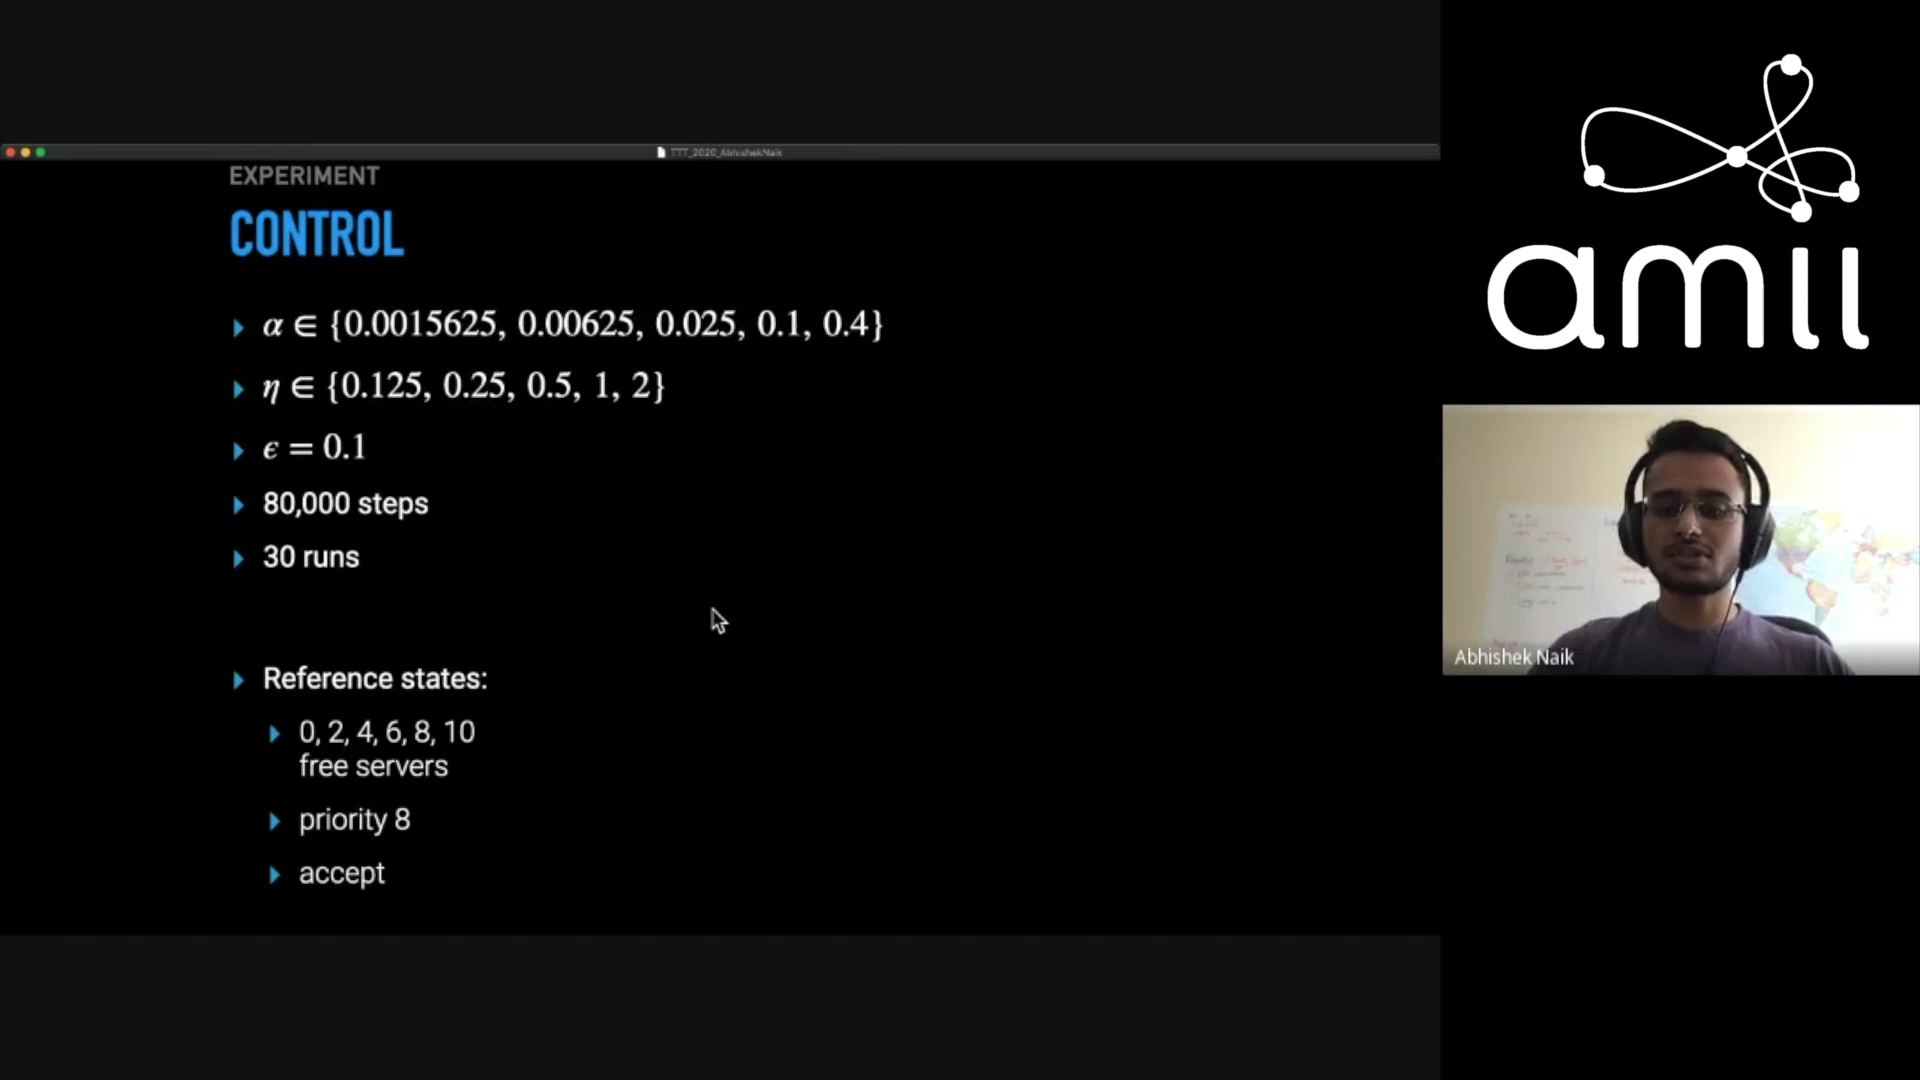 TTT_2020_AbhishekNaik
EXPERIMENT
CONTROL
α ∈ {0.0015625, 0.00625, 0.025, 0.1, 0.4}
η ∈ {0.125, 0.25, 0.5, 1, 2}
ϵ = 0.1
80,000 steps
30 runs
Reference states:
0, 2, 4, 6, 8, 10
free servers
priority 8
accept
amii
Abhishek Naik